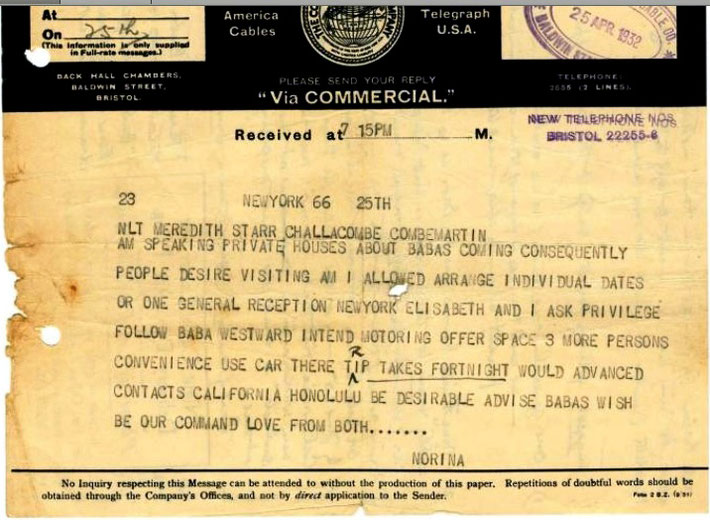 At
On 25th
(This information is only supplied
in Full-rate messages.)
America
Cables
Telegraph
U.S.A.
25 APR 1932
BALDWIN
BACK HALL CHAMBERS,
BALDWIN STREET,
BRISTOL.
PLEASE SEND YOUR REPLY
"Via COMMERCIAL."
TELEPHONE:
(2 LINES).
NEW TELEPHONE NOS.
BRISTOL 22255-6
Received at 7 15PM M.
23 NEWYORK 66 25TH
NLT MEREDITH STARR CHALLACOMBE COMBEMARTIN
AM SPEAKING PRIVATE HOUSES ABOUT BABAS COMING CONSEQUENTLY
PEOPLE DESIRE VISITING AM I ALLOWED ARRANGE INDIVIDUAL DATES
OR ONE GENERAL RECEPTION NEWYORK ELISABETH AND I ASK PRIVILEGE
FOLLOW BABA WESTWARD INTEND MOTORING OFFER SPACE 3 MORE PERSONS
R
CONVENIENCE USE CAR THERE TIP TAKES FORTNIGHT WOULD ADVANCED
CONTACTS CALIFORNIA HONOLULU BE DESIRABLE ADVISE BABAS WISH
BE OUR COMMAND LOVE FROM BOTH.......
NORINA
No Inquiry respecting this Message can be attended to without the production of this paper. Repetitions of doubtful words should be
obtained through the Company's Offices, and not by direct application to the Sender.